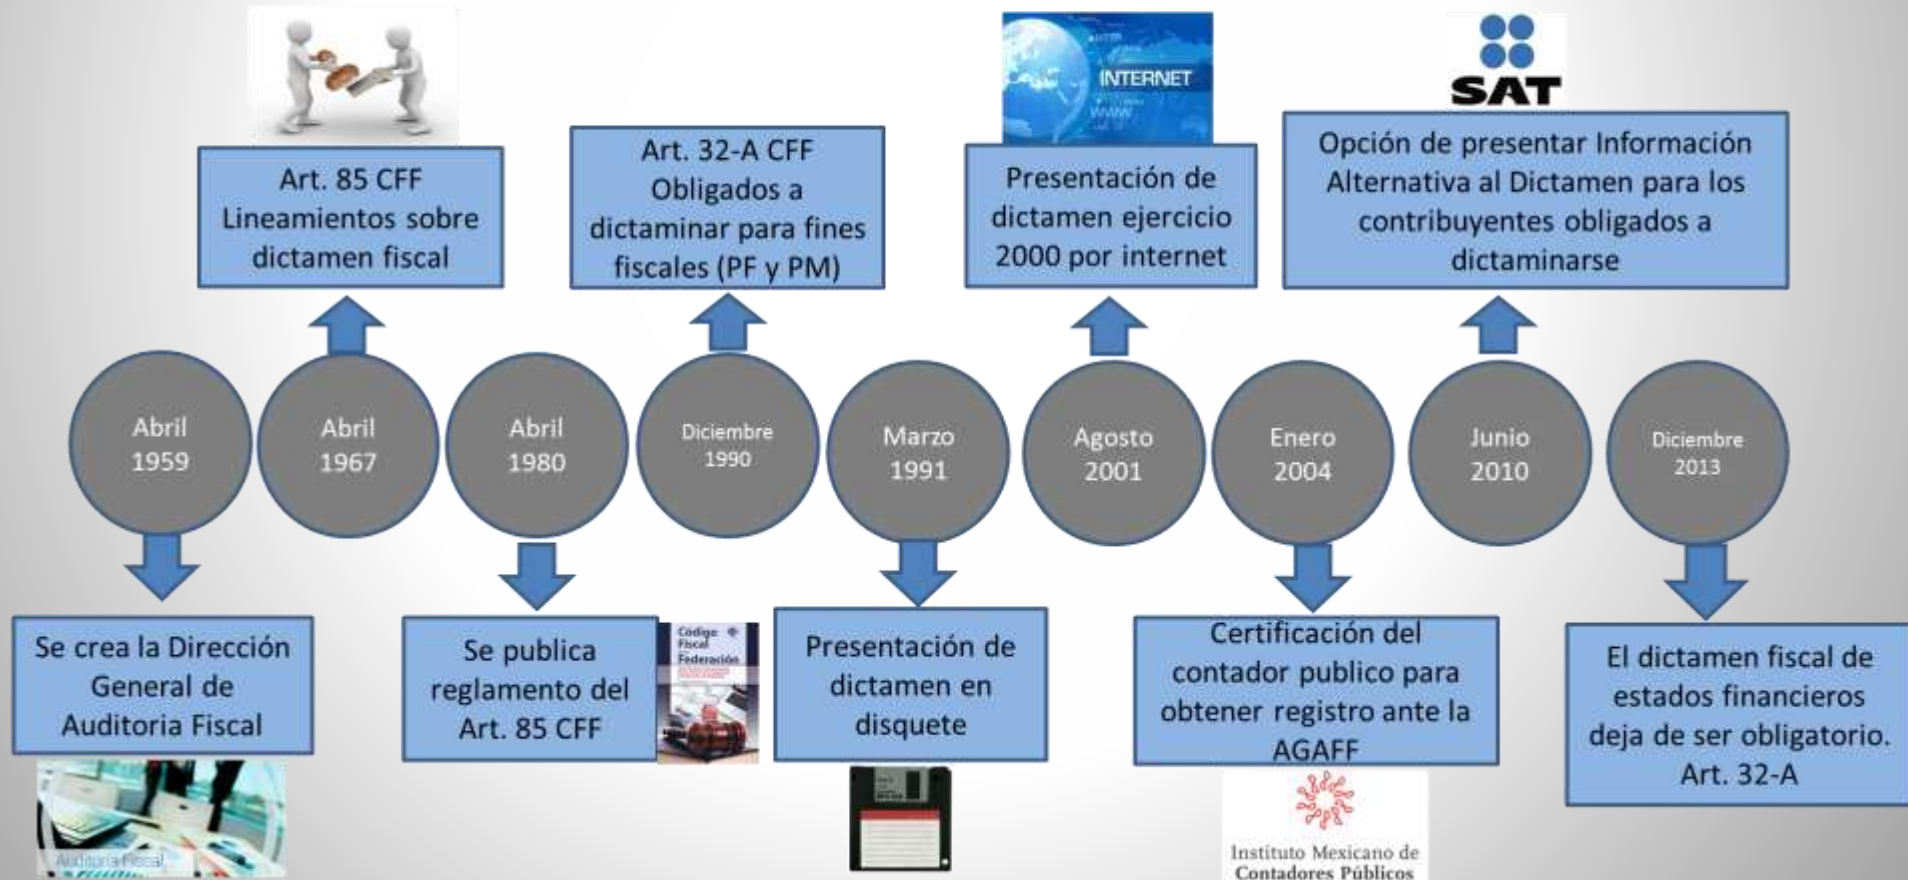 INTERNET
WWW
SAT
Art. 85 CFF
Lineamientos sobre
dictamen fiscal
Art. 32-A CFF
Obligados a
dictaminar para fines
fiscales (PF y PM)
Presentación de
dictamen ejercicio
2000 por internet
Opción de presentar Información
Alternativa al Dictamen para los
contribuyentes obligados a
dictaminarse
Abril
1959
Abril
1967
Abril
1980
Diciembre
1990
Marzo
1991
Agosto
2001
Enero
2004
Junio
2010
Diciembre
2013
Se crea la Dirección
General de
Auditoria Fiscal
Auditoria Fiscal
Se publica
reglamento del
Art. 85 CFF
Código
Fiscal
Federación
Presentación de
dictamen en
disquete
Certificación del
contador publico para
obtener registro ante la
AGAFF
Instituto Mexicano de
Contadores Públicos
El dictamen fiscal de
estados financieros
deja de ser obligatorio.
Art. 32-A